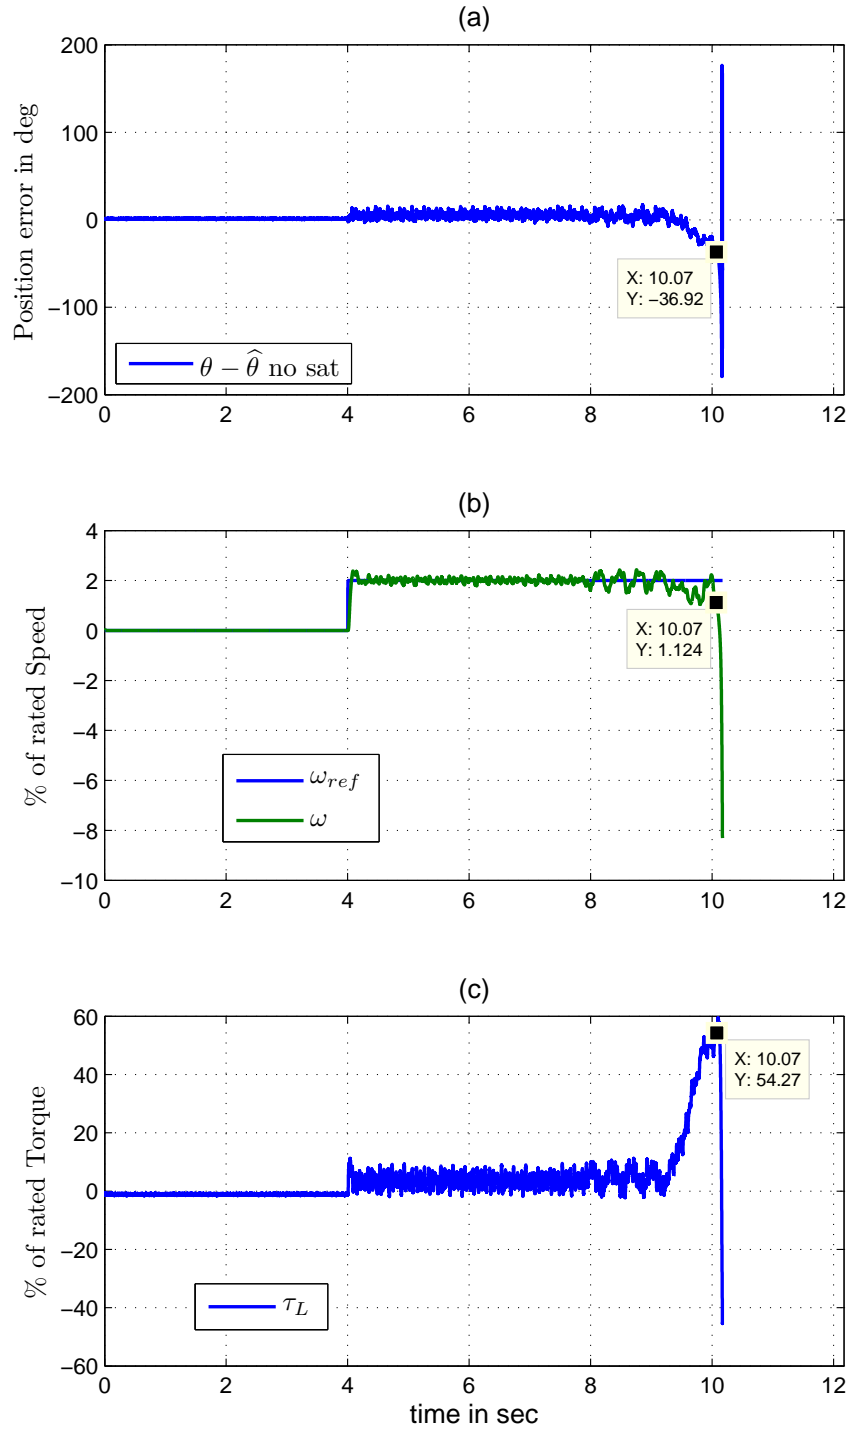 (a)
Position error in deg
200
100
0
−100
−200
X: 10.07
Y: −36.92
θ − θ̂ no sat
0 2 4 6 8 10 12
(b)
% of rated Speed
4
2
0
−2
−4
−6
−8
−10
X: 10.07
Y: 1.124
ω_ref
ω
0 2 4 6 8 10 12
(c)
% of rated Torque
60
40
20
0
−20
−40
−60
X: 10.07
Y: 54.27
τ_L
0 2 4 6 8 10 12
time in sec